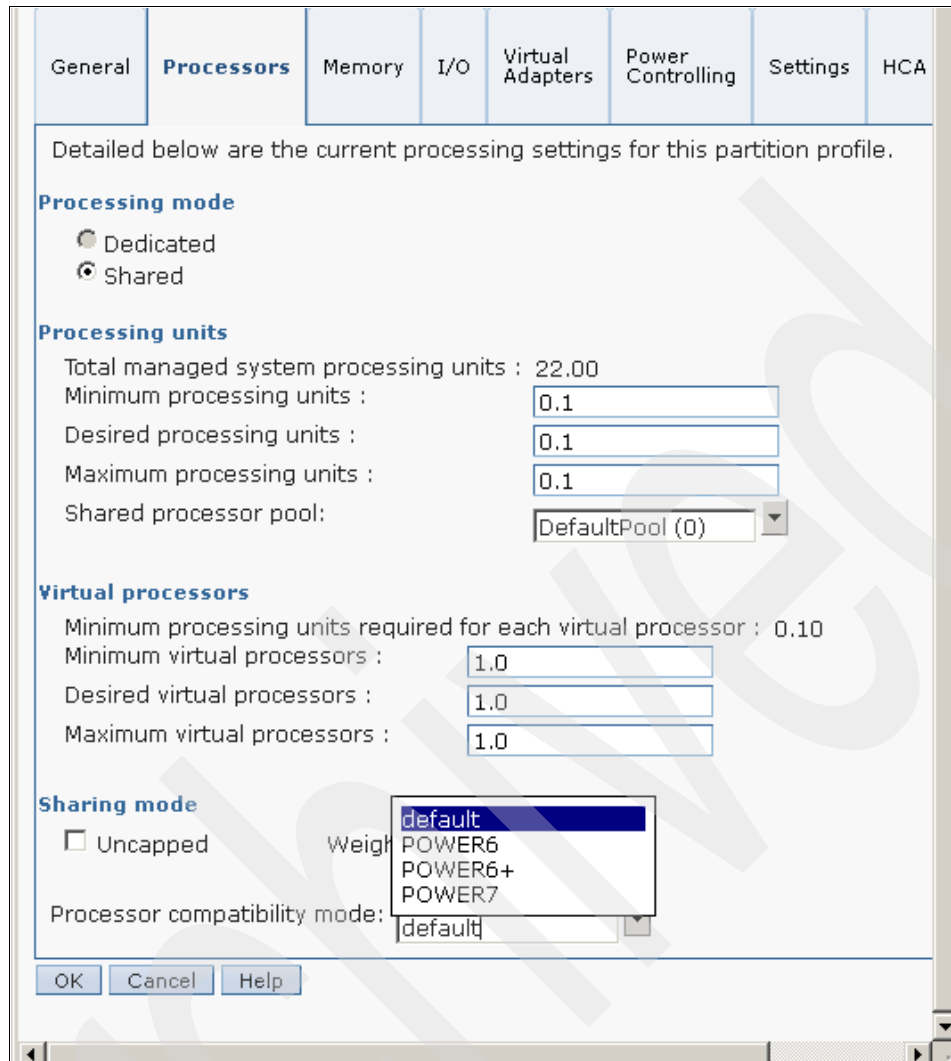 General Processors Memory I/O Virtual Adapters Power Controlling Settings HCA
Detailed below are the current processing settings for this partition profile.
Processing mode
Dedicated
Shared
Processing units
Total managed system processing units : 22.00
Minimum processing units : 0.1
Desired processing units : 0.1
Maximum processing units : 0.1
Shared processor pool: DefaultPool (0)
Virtual processors
Minimum processing units required for each virtual processor : 0.10
Minimum virtual processors : 1.0
Desired virtual processors : 1.0
Maximum virtual processors : 1.0
Sharing mode
default
Uncapped POWER6
POWER6+
POWER7
Processor compatibility mode: default
OK Cancel Help